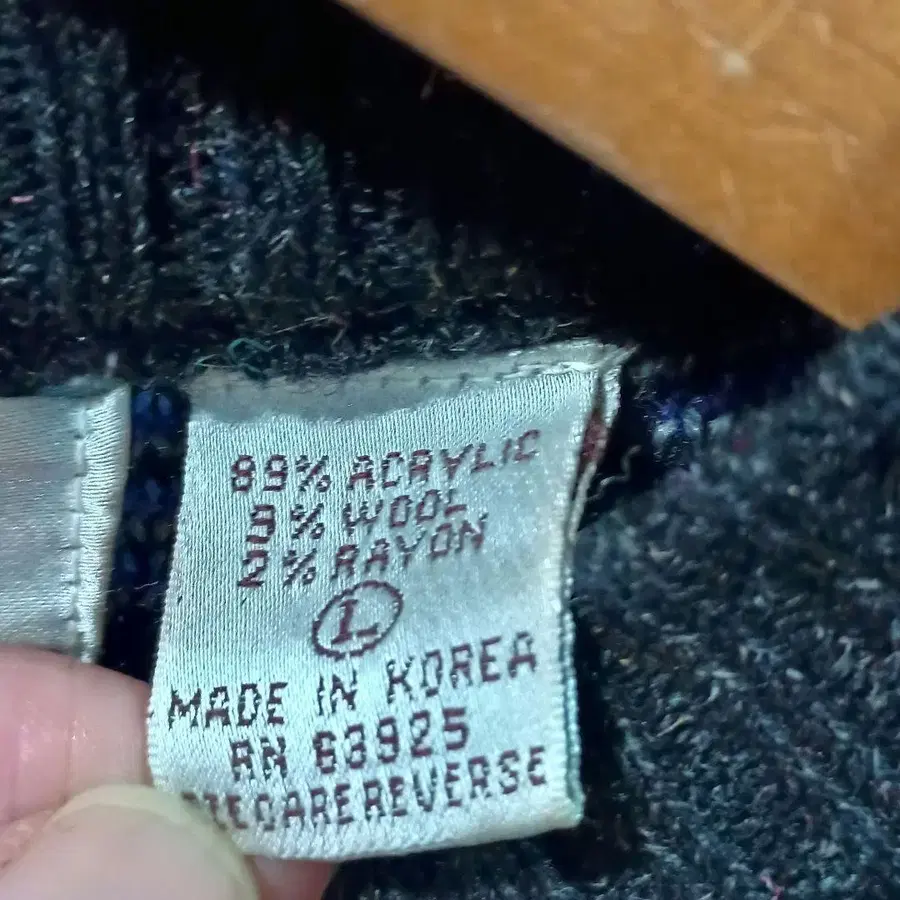 89% ACRYLIC
9% WOOL
2% RAYON
L
MADE IN KOREA
RN 63925
CARE REVERSE